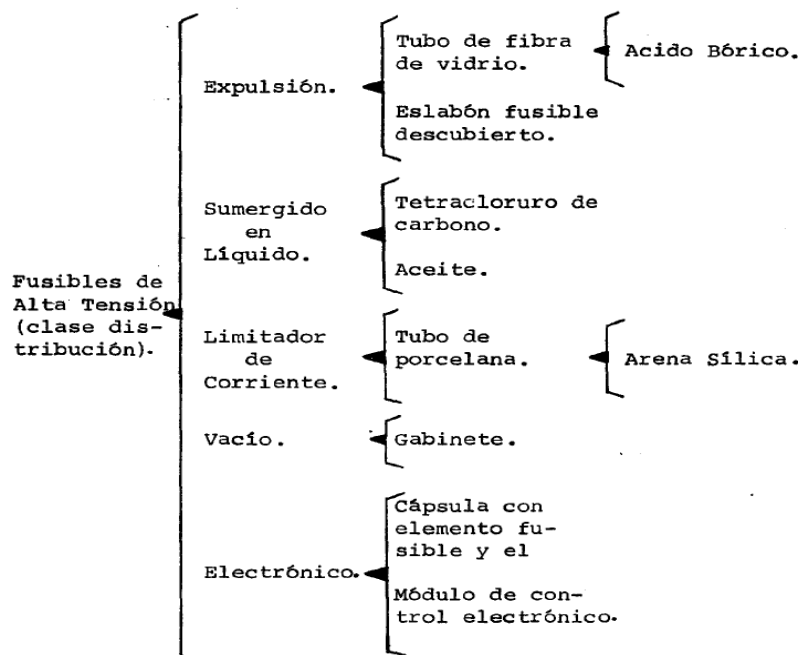 Fusibles de
Alta Tensión
(clase dis-
tribución).
Expulsión.
Tubo de fibra
de vidrio.
Acido Bórico.
Eslabón fusible
descubierto.
Sumergido
en
Líquido.
Tetracloruro de
carbono.
Aceite.
Limitador
de
Corriente.
Tubo de
porcelana.
Arena Sílica.
Vacío.
Gabinete.
Electrónico.
Cápsula con
elemento fu-
sible y el
Módulo de con-
trol electrónico.